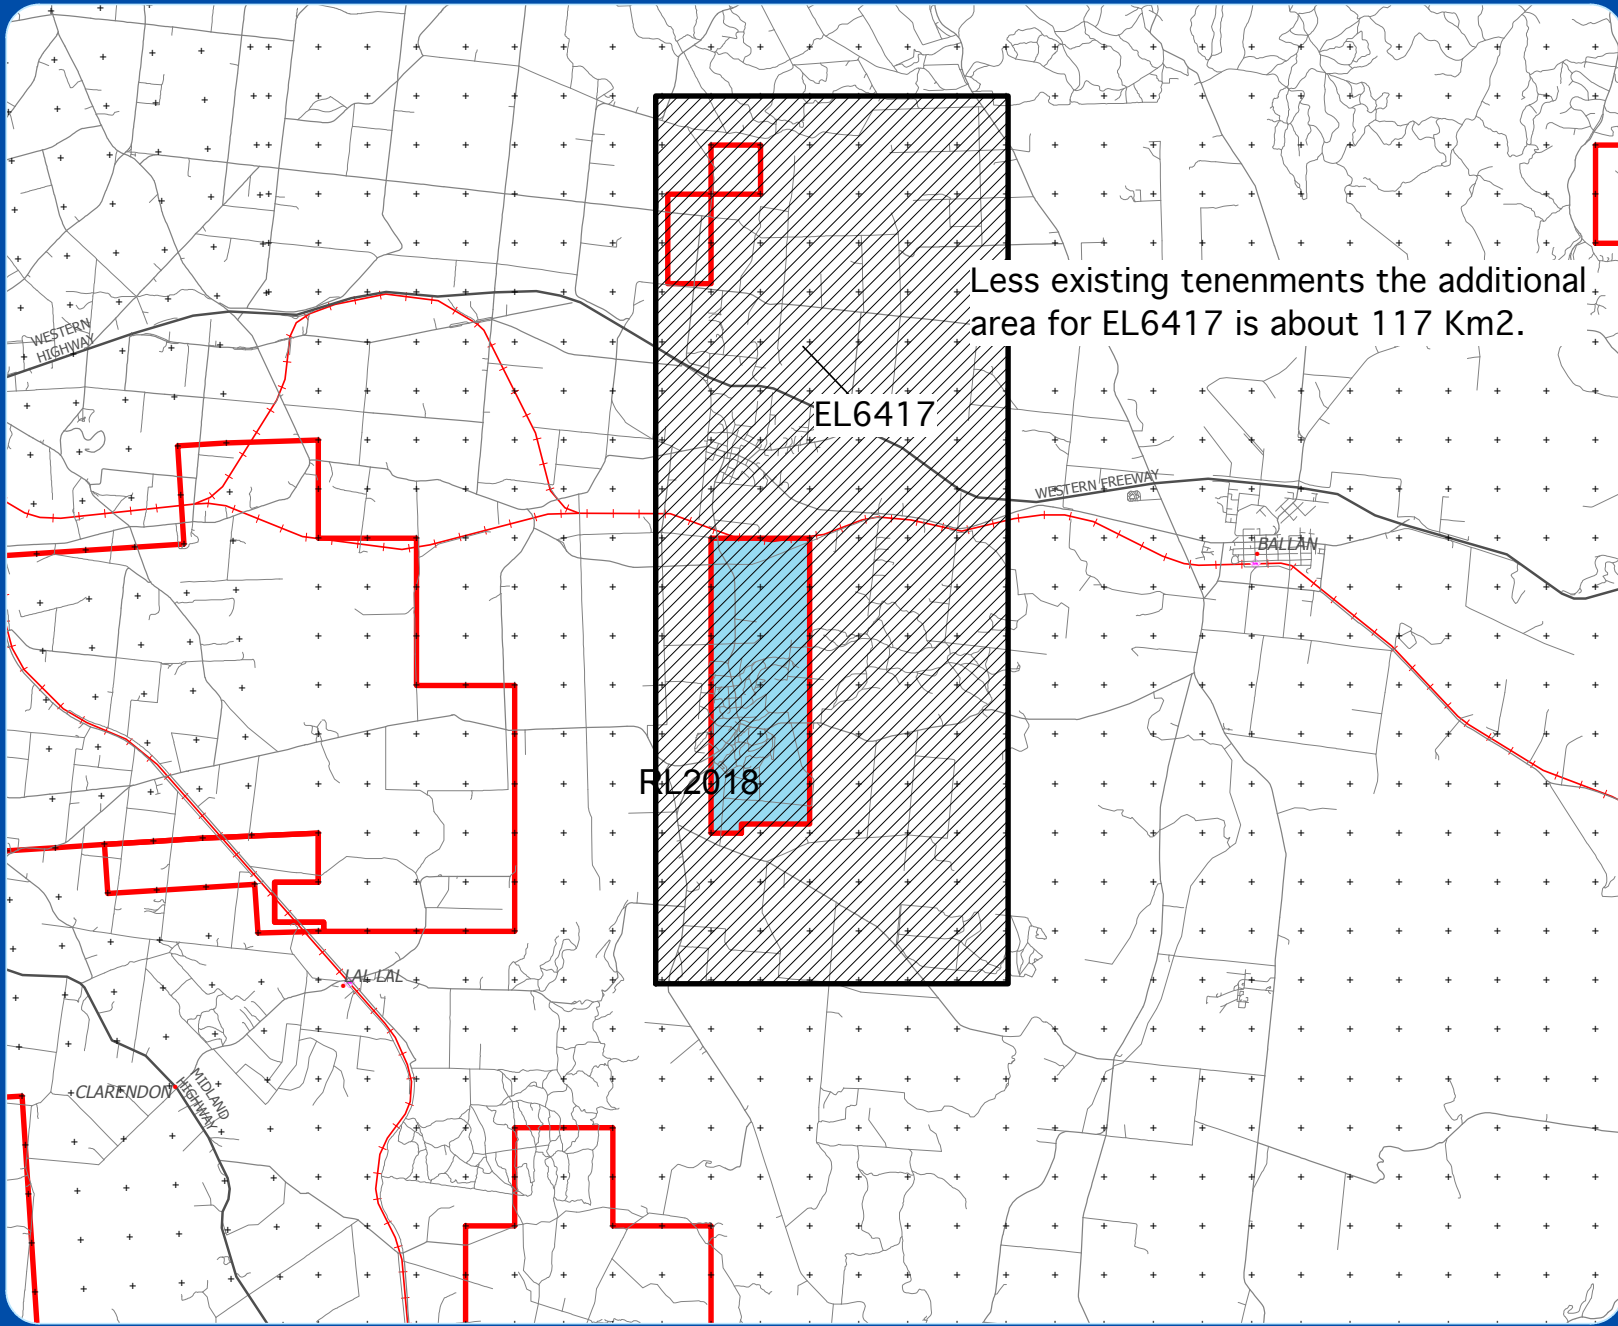 Less existing tenenments the additional
area for EL6417 is about 117 Km2.
WESTERN
HIGHWAY
EL6417
WESTERN FREEWAY
BALLAN
RL2018
LAL LAL
CLARENDON
MIDLAND
HIGHWAY